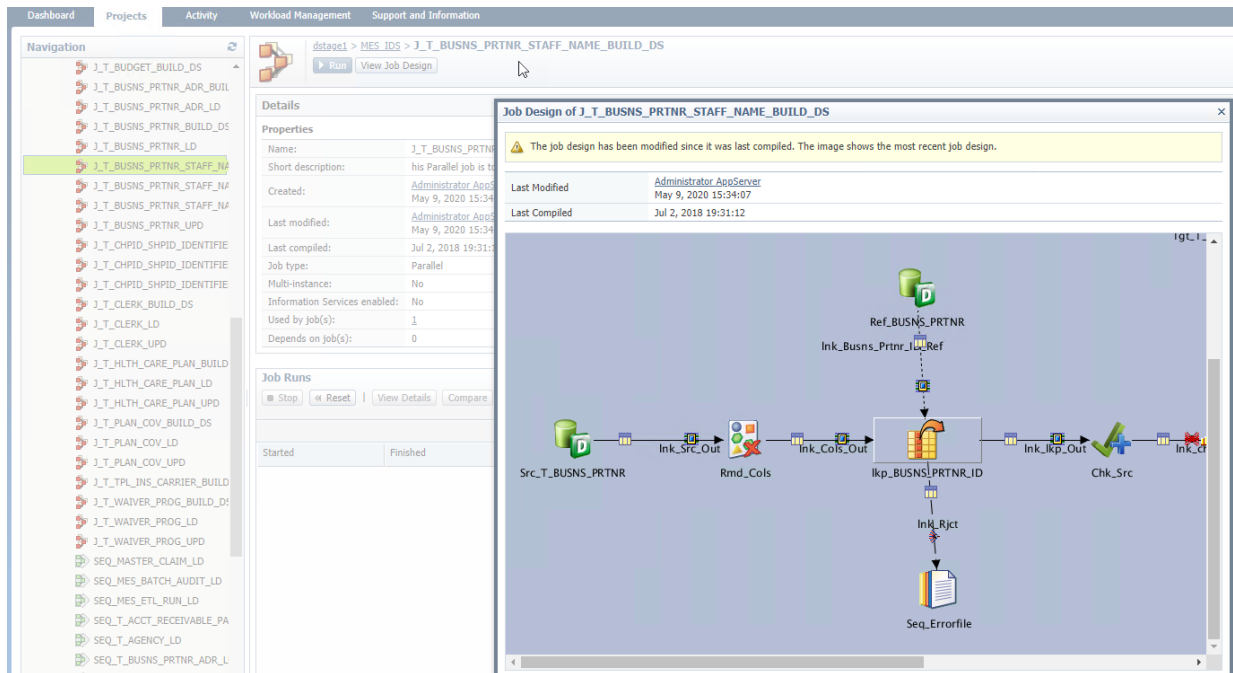 Dashboard Projects Activity Workload Management Support and Information
Navigation
J_T_BUDGET_BUILD_DS
J_T_BUSNS_PRTNR_ADR_BUIL
J_T_BUSNS_PRTNR_ADR_LD
J_T_BUSNS_PRTNR_BUILD_DS
J_T_BUSNS_PRTNR_LD
J_T_BUSNS_PRTNR_STAFF_NA
J_T_BUSNS_PRTNR_STAFF_NA
J_T_BUSNS_PRTNR_STAFF_NA
J_T_BUSNS_PRTNR_UPD
J_T_CHPID_SHPID_IDENTIFIE
J_T_CHPID_SHPID_IDENTIFIE
J_T_CHPID_SHPID_IDENTIFIE
J_T_CLERK_BUILD_DS
J_T_CLERK_LD
J_T_CLERK_UPD
J_T_HLTH_CARE_PLAN_BUILD
J_T_HLTH_CARE_PLAN_LD
J_T_HLTH_CARE_PLAN_UPD
J_T_PLAN_COV_BUILD_DS
J_T_PLAN_COV_LD
J_T_PLAN_COV_UPD
J_T_TPL_INS_CARRIER_BUILD
J_T_WAIVER_PROG_BUILD_DS
J_T_WAIVER_PROG_LD
J_T_WAIVER_PROG_UPD
SEQ_MASTER_CLAIM_LD
SEQ_MES_BATCH_AUDIT_LD
SEQ_MES_ETL_RUN_LD
SEQ_T_ACCT_RECEIVABLE_PA
SEQ_T_AGENCY_LD
SEQ_T_BUSNS_PRTNR_ADR_L
dstage1 > MES_IDS > J_T_BUSNS_PRTNR_STAFF_NAME_BUILD_DS
Run View Job Design
Details
Properties
Name: J_T_BUSNS_PRTNR
Short description: his Parallel job is to
Created: Administrator AppS
May 9, 2020 15:34
Last modified: Administrator AppS
May 9, 2020 15:34
Last compiled: Jul 2, 2018 19:31:1
Job type: Parallel
Multi-instance: No
Information Services enabled: No
Used by job(s): 1
Depends on job(s): 0
Job Runs
Stop Reset View Details Compare
Started Finished
Job Design of J_T_BUSNS_PRTNR_STAFF_NAME_BUILD_DS
The job design has been modified since it was last compiled. The image shows the most recent job design.
Last Modified Administrator AppServer
May 9, 2020 15:34:07
Last Compiled Jul 2, 2018 19:31:12
Tgt_T_
Ref_BUSNS_PRTNR
lnk_Busns_Prtnr_ID_Ref
lnk_Src_Out lnk_Cols_Out lnk_lkp_Out lnk_ch
Src_T_BUSNS_PRTNR Rmd_Cols lkp_BUSNS_PRTNR_ID Chk_Src
lnk_Rjct
Seq_Errorfile